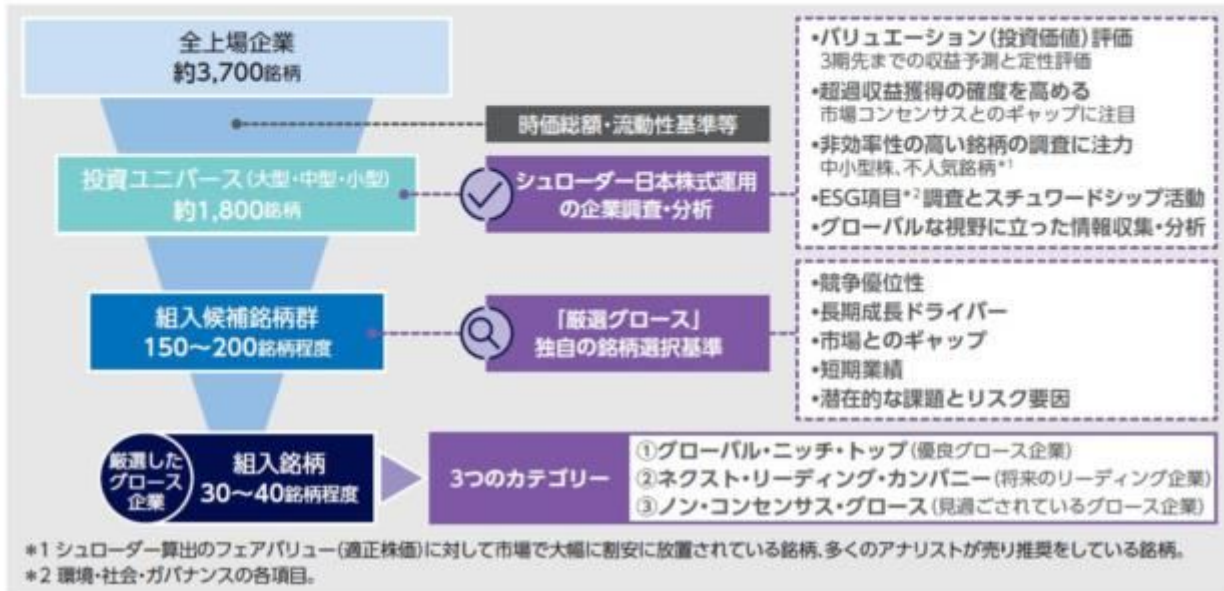 全上場企業
約3,700銘柄
時価総額・流動性基準等
投資ユニバース(大型・中型・小型)
約1,800銘柄
シュローダー日本株式運用
の企業調査・分析
•バリュエーション(投資価値)評価
3期先までの収益予測と定性評価
•超過収益獲得の確度を高める
市場コンセンサスとのギャップに注目
•非効率性の高い銘柄の調査に注力
中小型株、不人気銘柄*1
•ESG項目*2調査とスチュワードシップ活動
•グローバルな視野に立った情報収集・分析
組入候補銘柄群
150〜200銘柄程度
「厳選グロース」
独自の銘柄選択基準
•競争優位性
•長期成長ドライバー
•市場とのギャップ
•短期業績
•潜在的な課題とリスク要因
厳選した
グロース
企業
組入銘柄
30〜40銘柄程度
3つのカテゴリー
①グローバル・ニッチ・トップ(優良グロース企業)
②ネクスト・リーディング・カンパニー(将来のリーディング企業)
③ノン・コンセンサス・グロース(見過ごされているグロース企業)
*1 シュローダー算出のフェアバリュー(適正株価)に対して市場で大幅に割安に放置されている銘柄、多くのアナリストが売り推奨をしている銘柄。
*2 環境・社会・ガバナンスの各項目。